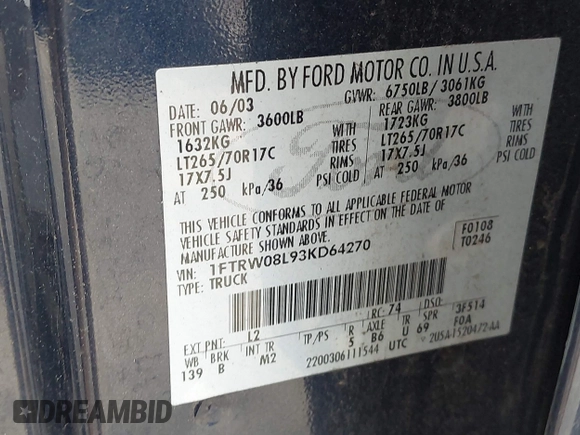 MFD. BY FORD MOTOR CO. IN U.S.A.
DATE: 06/03 GVWR: 6750LB / 3061KG
FRONT GAWR: 3600LB REAR GAWR: 3800LB
1632KG WITH 1723KG WITH
LT265/70R17C TIRES LT265/70R17C TIRES
17X7.5J RIMS 17X7.5J RIMS
AT 250 kPa/36 PSI COLD AT 250 kPa/36 PSI COLD
Ford
THIS VEHICLE CONFORMS TO ALL APPLICABLE FEDERAL MOTOR
VEHICLE SAFETY STANDARDS IN EFFECT ON THE DATE OF
MANUFACTURE SHOWN ABOVE.
VIN: 1FTRW08L93KD64270 F0108
TYPE: TRUCK T0246
EXT PNT: L2 RC: 74 DSO: 3F514
WB BRK INT TR TP/PS R AXLE TR SPR F0A
139 B M2 5 B6 U 69
2200306111544 UTC 2USA-1520472-AA
DREAMBID